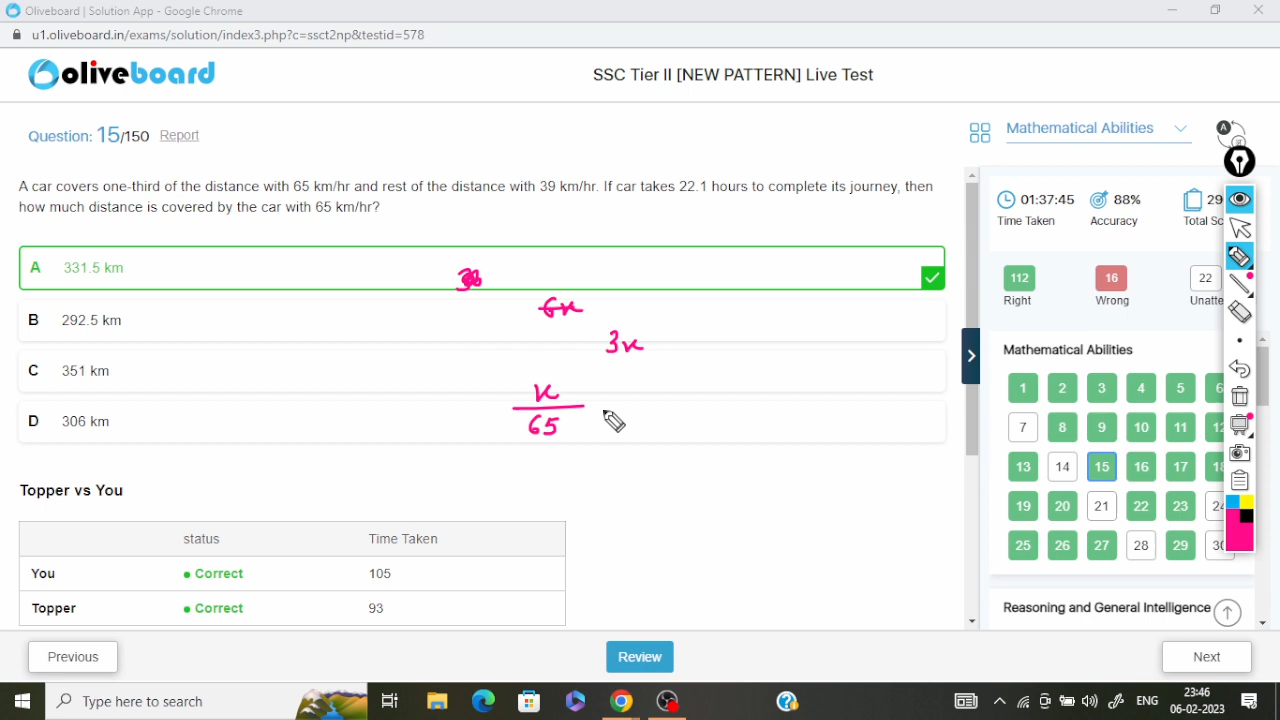 Oliveboard | Solution App - Google Chrome
u1.oliveboard.in/exams/solution/index3.php?c=ssct2np&testid=578
oliveboard
SSC Tier II [NEW PATTERN] Live Test
Question: 15/150 Report
Mathematical Abilities
A car covers one-third of the distance with 65 km/hr and rest of the distance with 39 km/hr. If car takes 22.1 hours to complete its journey, then
how much distance is covered by the car with 65 km/hr?
A 331.5 km
B 292.5 km
C 351 km
D 306 km
6x
3x
x
65
Topper vs You
status Time Taken
You Correct 105
Topper Correct 93
01:37:45 88% 29
Time Taken Accuracy Total Sc
112 16 22
Right Wrong Unatte
Mathematical Abilities
1 2 3 4 5 6
7 8 9 10 11 12
13 14 15 16 17 18
19 20 21 22 23 24
25 26 27 28 29 30
Reasoning and General Intelligence
Previous Review Next
Type here to search
ENG
23:46
06-02-2023